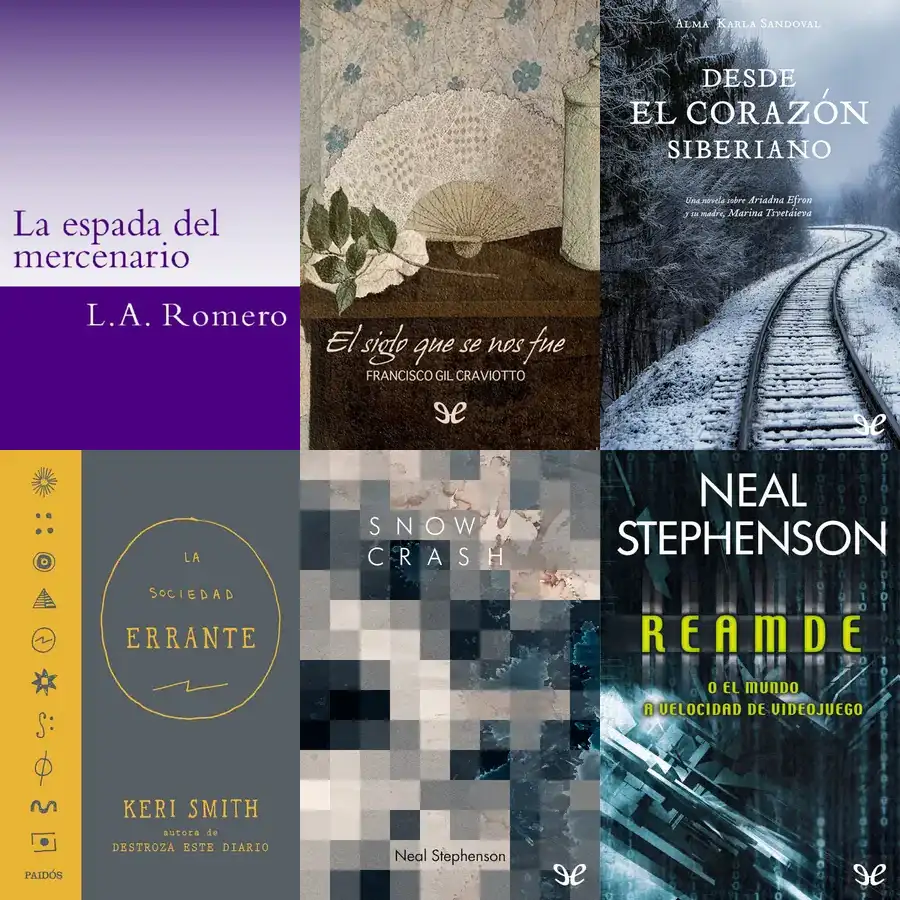 La espada del
mercenario
L.A. Romero
El siglo que se nos fue
FRANCISCO GIL CRAVIOTTO
ALMA KARLA SANDOVAL
DESDE
EL CORAZÓN
SIBERIANO
Una novela sobre Ariadna Efron
y su madre, Marina Tsvetáieva
LA
SOCIEDAD
ERRANTE
KERI SMITH
autora de
DESTROZA ESTE DIARIO
PAIDÓS
SNOW
CRASH
Neal Stephenson
NEAL
STEPHENSON
REAMDE
O EL MUNDO
A VELOCIDAD DE VIDEOJUEGO